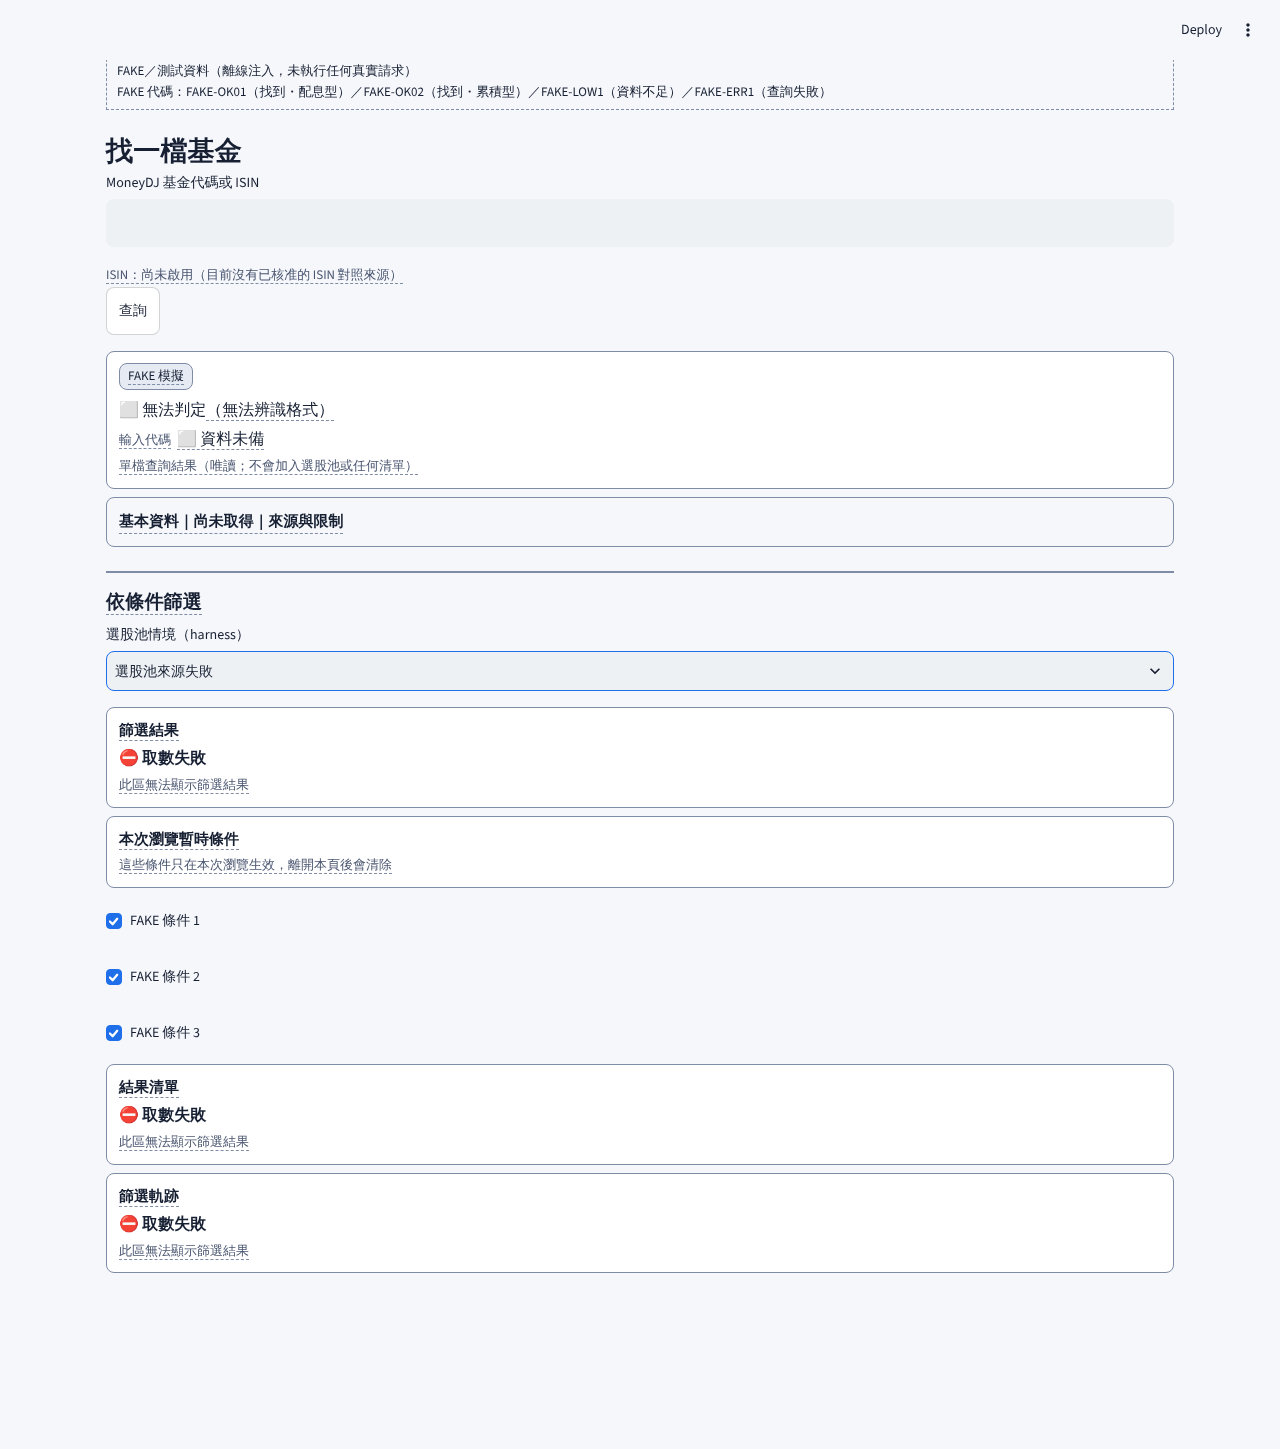 Deploy
FAKE／測試資料（離線注入，未執行任何真實請求）
FAKE 代碼：FAKE-OK01（找到・配息型）／FAKE-OK02（找到・累積型）／FAKE-LOW1（資料不足）／FAKE-ERR1（查詢失敗）
找一檔基金
MoneyDJ 基金代碼或 ISIN
ISIN：尚未啟用（目前沒有已核准的 ISIN 對照來源）
查詢
FAKE 模擬
⬜ 無法判定（無法辨識格式）
輸入代碼 ⬜ 資料未備
單檔查詢結果（唯讀；不會加入選股池或任何清單）
基本資料｜尚未取得｜來源與限制
依條件篩選
選股池情境（harness）
選股池來源失敗
篩選結果
⛔ 取數失敗
此區無法顯示篩選結果
本次瀏覽暫時條件
這些條件只在本次瀏覽生效，離開本頁後會清除
FAKE 條件 1
FAKE 條件 2
FAKE 條件 3
結果清單
⛔ 取數失敗
此區無法顯示篩選結果
篩選軌跡
⛔ 取數失敗
此區無法顯示篩選結果